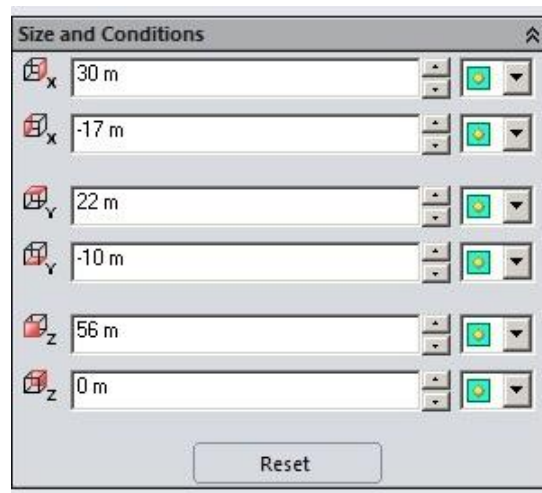 Size and Conditions
X 30 m
X -17 m
Y 22 m
Y -10 m
Z 56 m
Z 0 m
Reset